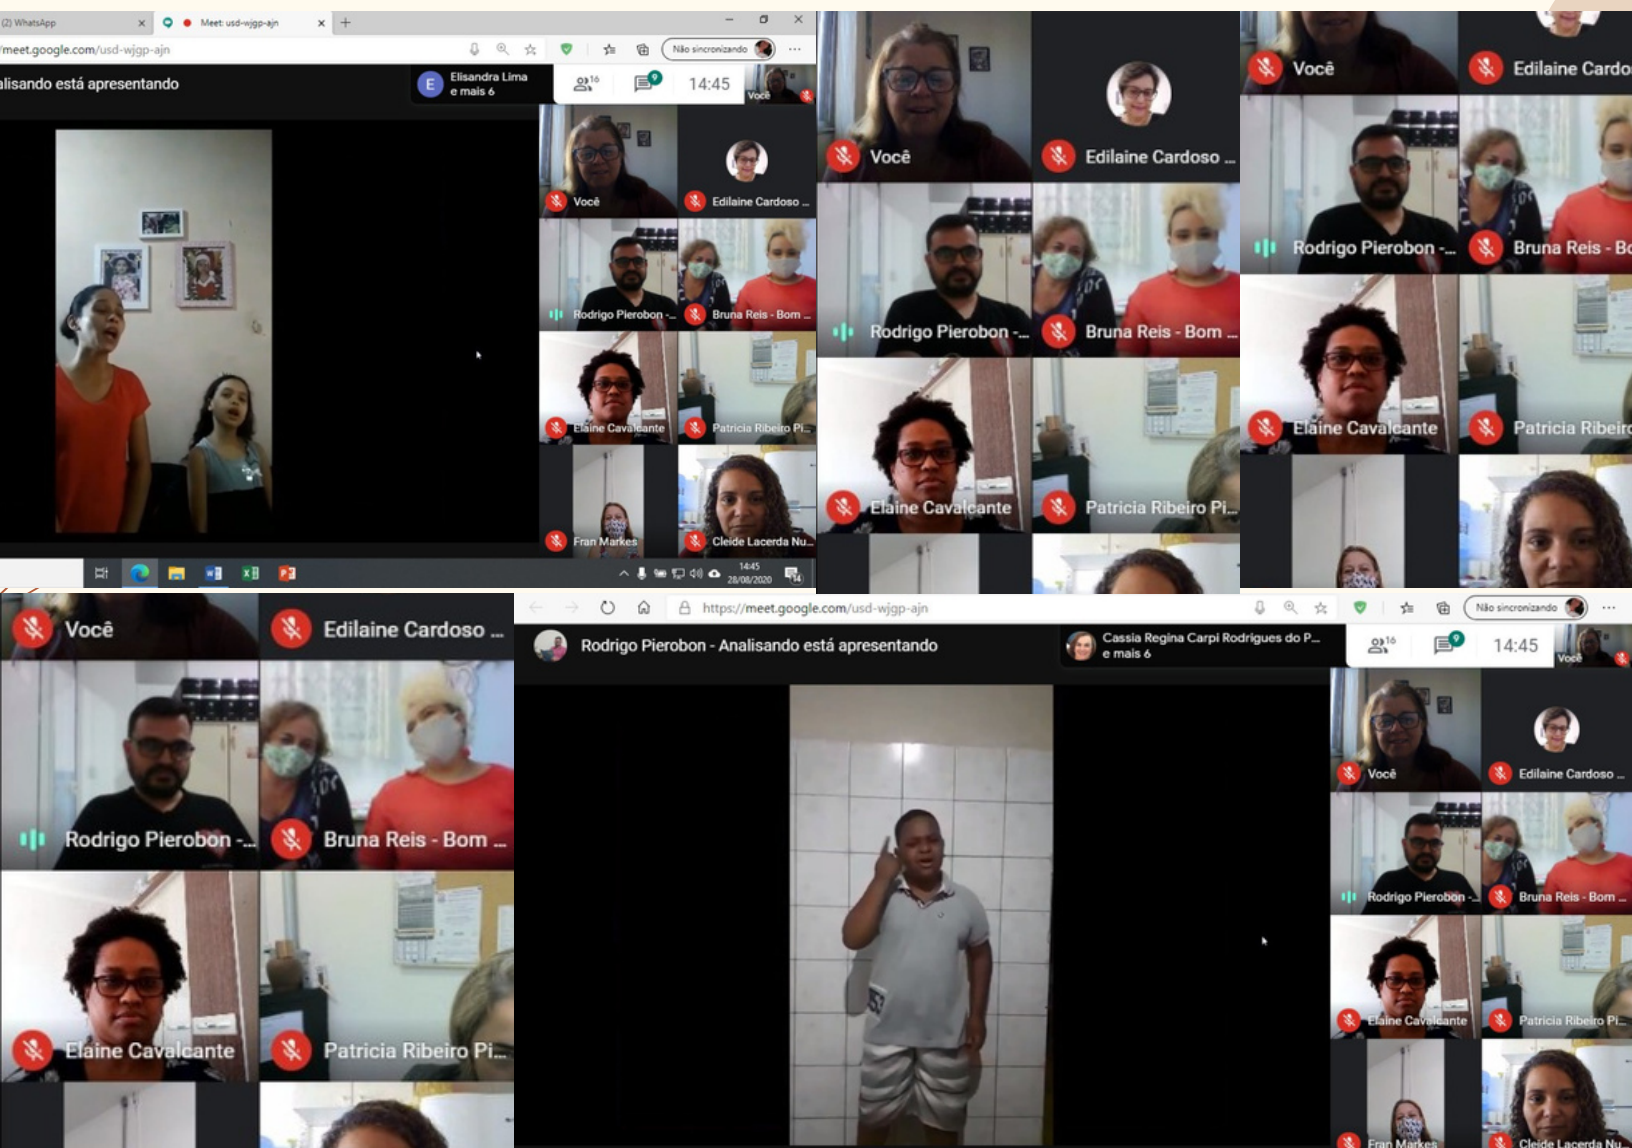 (2) WhatsApp
Meet: usd-wjgp-ajn
/meet.google.com/usd-wjgp-ajn
Não sincronizando
alisando está apresentando
E
Elisandra Lima
e mais 6
16
9
14:45
Você
Você
Edilaine Cardoso ...
Rodrigo Pierobon -...
Bruna Reis - Bom ...
Elaine Cavalcante
Patricia Ribeiro Pi...
Fran Markes
Cleide Lacerda Nu...
14:45
28/08/2020
14
Você
Edilaine Cardoso ...
Rodrigo Pierobon -...
Bruna Reis - Bom ...
Elaine Cavalcante
Patricia Ribeiro Pi...
Você
Edilaine Cardo
Rodrigo Pierobon -...
Bruna Reis - Bo
Elaine Cavalcante
Patricia Ribeiro
Você
Edilaine Cardoso ...
Rodrigo Pierobon -...
Bruna Reis - Bom ...
Elaine Cavalcante
Patricia Ribeiro Pi...
https://meet.google.com/usd-wjgp-ajn
Não sincronizando
Rodrigo Pierobon - Analisando está apresentando
Cassia Regina Carpi Rodrigues do P...
e mais 6
16
9
14:45
Você
Você
Edilaine Cardoso ...
Rodrigo Pierobon -...
Bruna Reis - Bom ...
Elaine Cavalcante
Patricia Ribeiro Pi...
Fran Markes
Cleide Lacerda Nu...